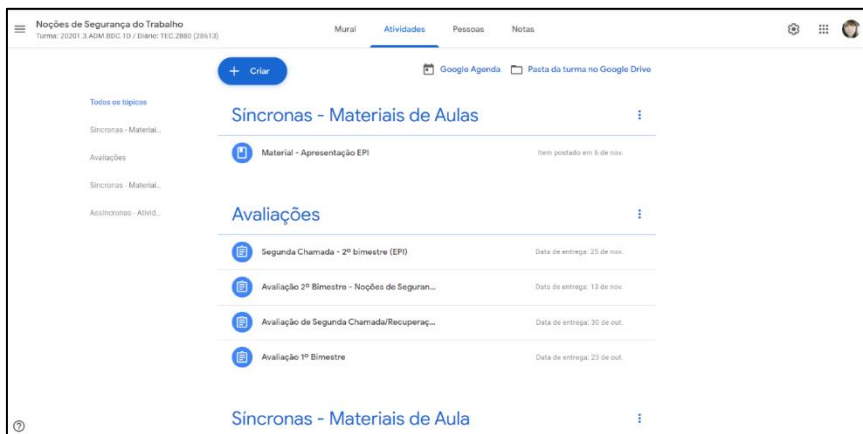 Noções de Segurança do Trabalho
Turma: 20201.3.ADM.BDC.1D / Diário: TEC.2880 (28613)
Mural Atividades Pessoas Notas
+ Criar
Google Agenda Pasta da turma no Google Drive
Todos os tópicos
Síncronas - Material...
Avaliações
Síncronas - Material...
Assíncronas - Ativid...
Síncronas - Materiais de Aulas
Material - Apresentação EPI Item postado em 6 de nov.
Avaliações
Segunda Chamada - 2º bimestre (EPI) Data de entrega: 25 de nov.
Avaliação 2º Bimestre - Noções de Seguran... Data de entrega: 13 de nov.
Avaliação de Segunda Chamada/Recuperaç... Data de entrega: 30 de out.
Avaliação 1º Bimestre Data de entrega: 23 de out.
Síncronas - Materiais de Aula